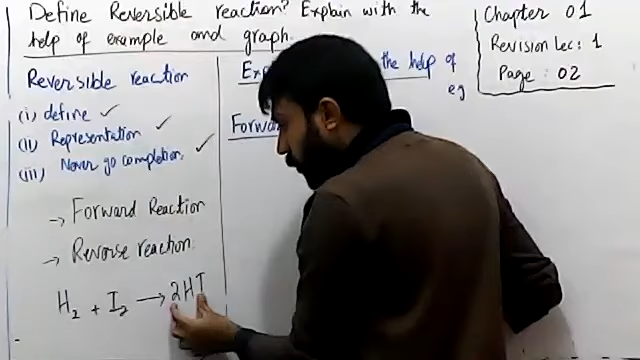 Define Reversible reaction? Explain with the
help of example and graph.
Reversible reaction
(i) define ✓
(ii) Representation ✓
(iii) Never go completion. ✓
→ Forward Reaction
→ Reverse reaction.
H₂ + I₂ → 2HI
the help of
eg
Chapter 01
Revision Lec: 1
Page : 02